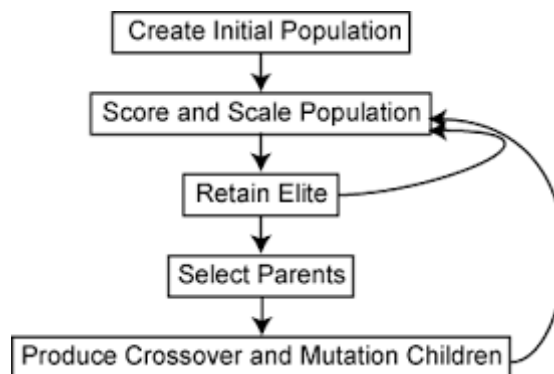 Create Initial Population
Score and Scale Population
Retain Elite
Select Parents
Produce Crossover and Mutation Children